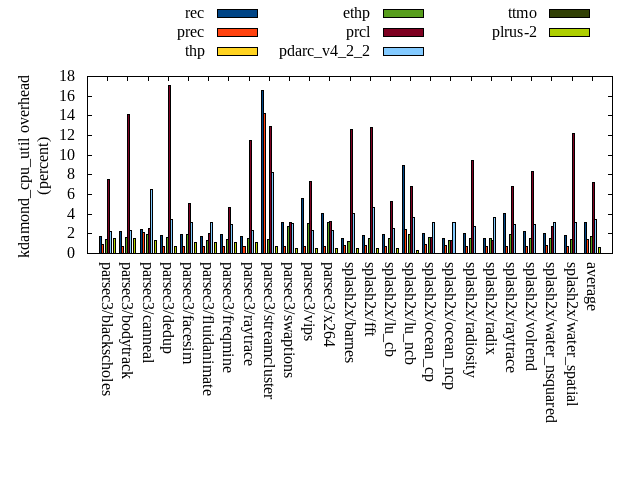 rec
prec
thp
ethp
prcl
pdarc_v4_2_2
ttmo
plrus-2
kdamond_cpu_util overhead
(percent)
18
16
14
12
10
8
6
4
2
0
parsec3/blackscholes
parsec3/bodytrack
parsec3/canneal
parsec3/dedup
parsec3/facesim
parsec3/fluidanimate
parsec3/freqmine
parsec3/raytrace
parsec3/streamcluster
parsec3/swaptions
parsec3/vips
parsec3/x264
splash2x/barnes
splash2x/fft
splash2x/lu_cb
splash2x/lu_ncb
splash2x/ocean_cp
splash2x/ocean_ncp
splash2x/radiosity
splash2x/radix
splash2x/raytrace
splash2x/volrend
splash2x/water_nsquared
splash2x/water_spatial
average